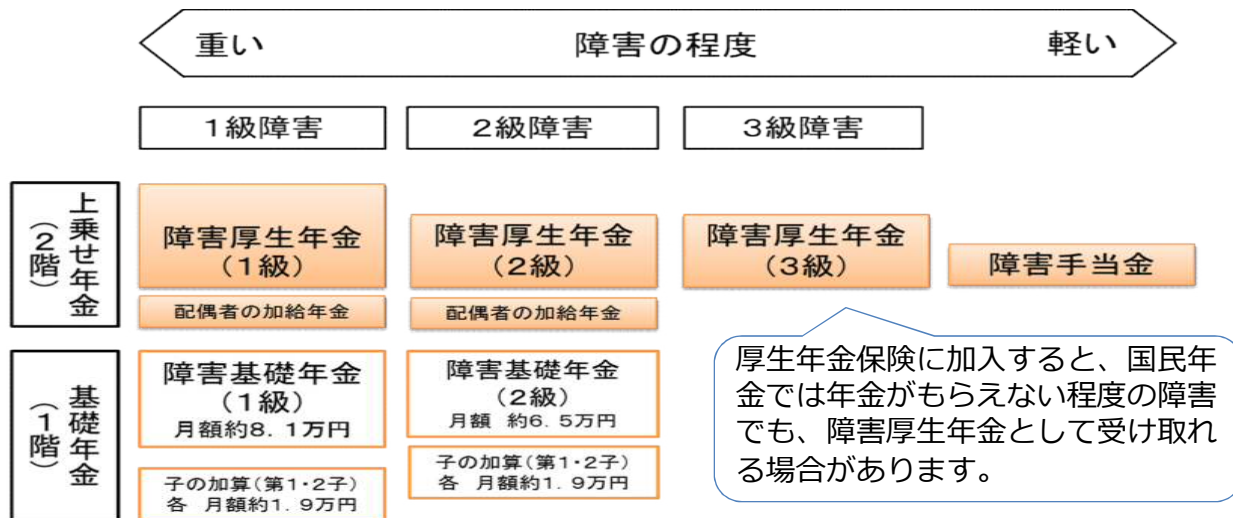 重い 障害の程度 軽い
1級障害 2級障害 3級障害
上乗せ年金
(2階)
障害厚生年金
(1級)
配偶者の加給年金
障害厚生年金
(2級)
配偶者の加給年金
障害厚生年金
(3級)
障害手当金
厚生年金保険に加入すると、国民年
金では年金がもらえない程度の障害
でも、障害厚生年金として受け取れ
る場合があります。
基礎年金
(1階)
障害基礎年金
(1級)
月額約8.1万円
子の加算(第1・2子)
各 月額約1.9万円
障害基礎年金
(2級)
月額 約6.5万円
子の加算(第1・2子)
各 月額約1.9万円